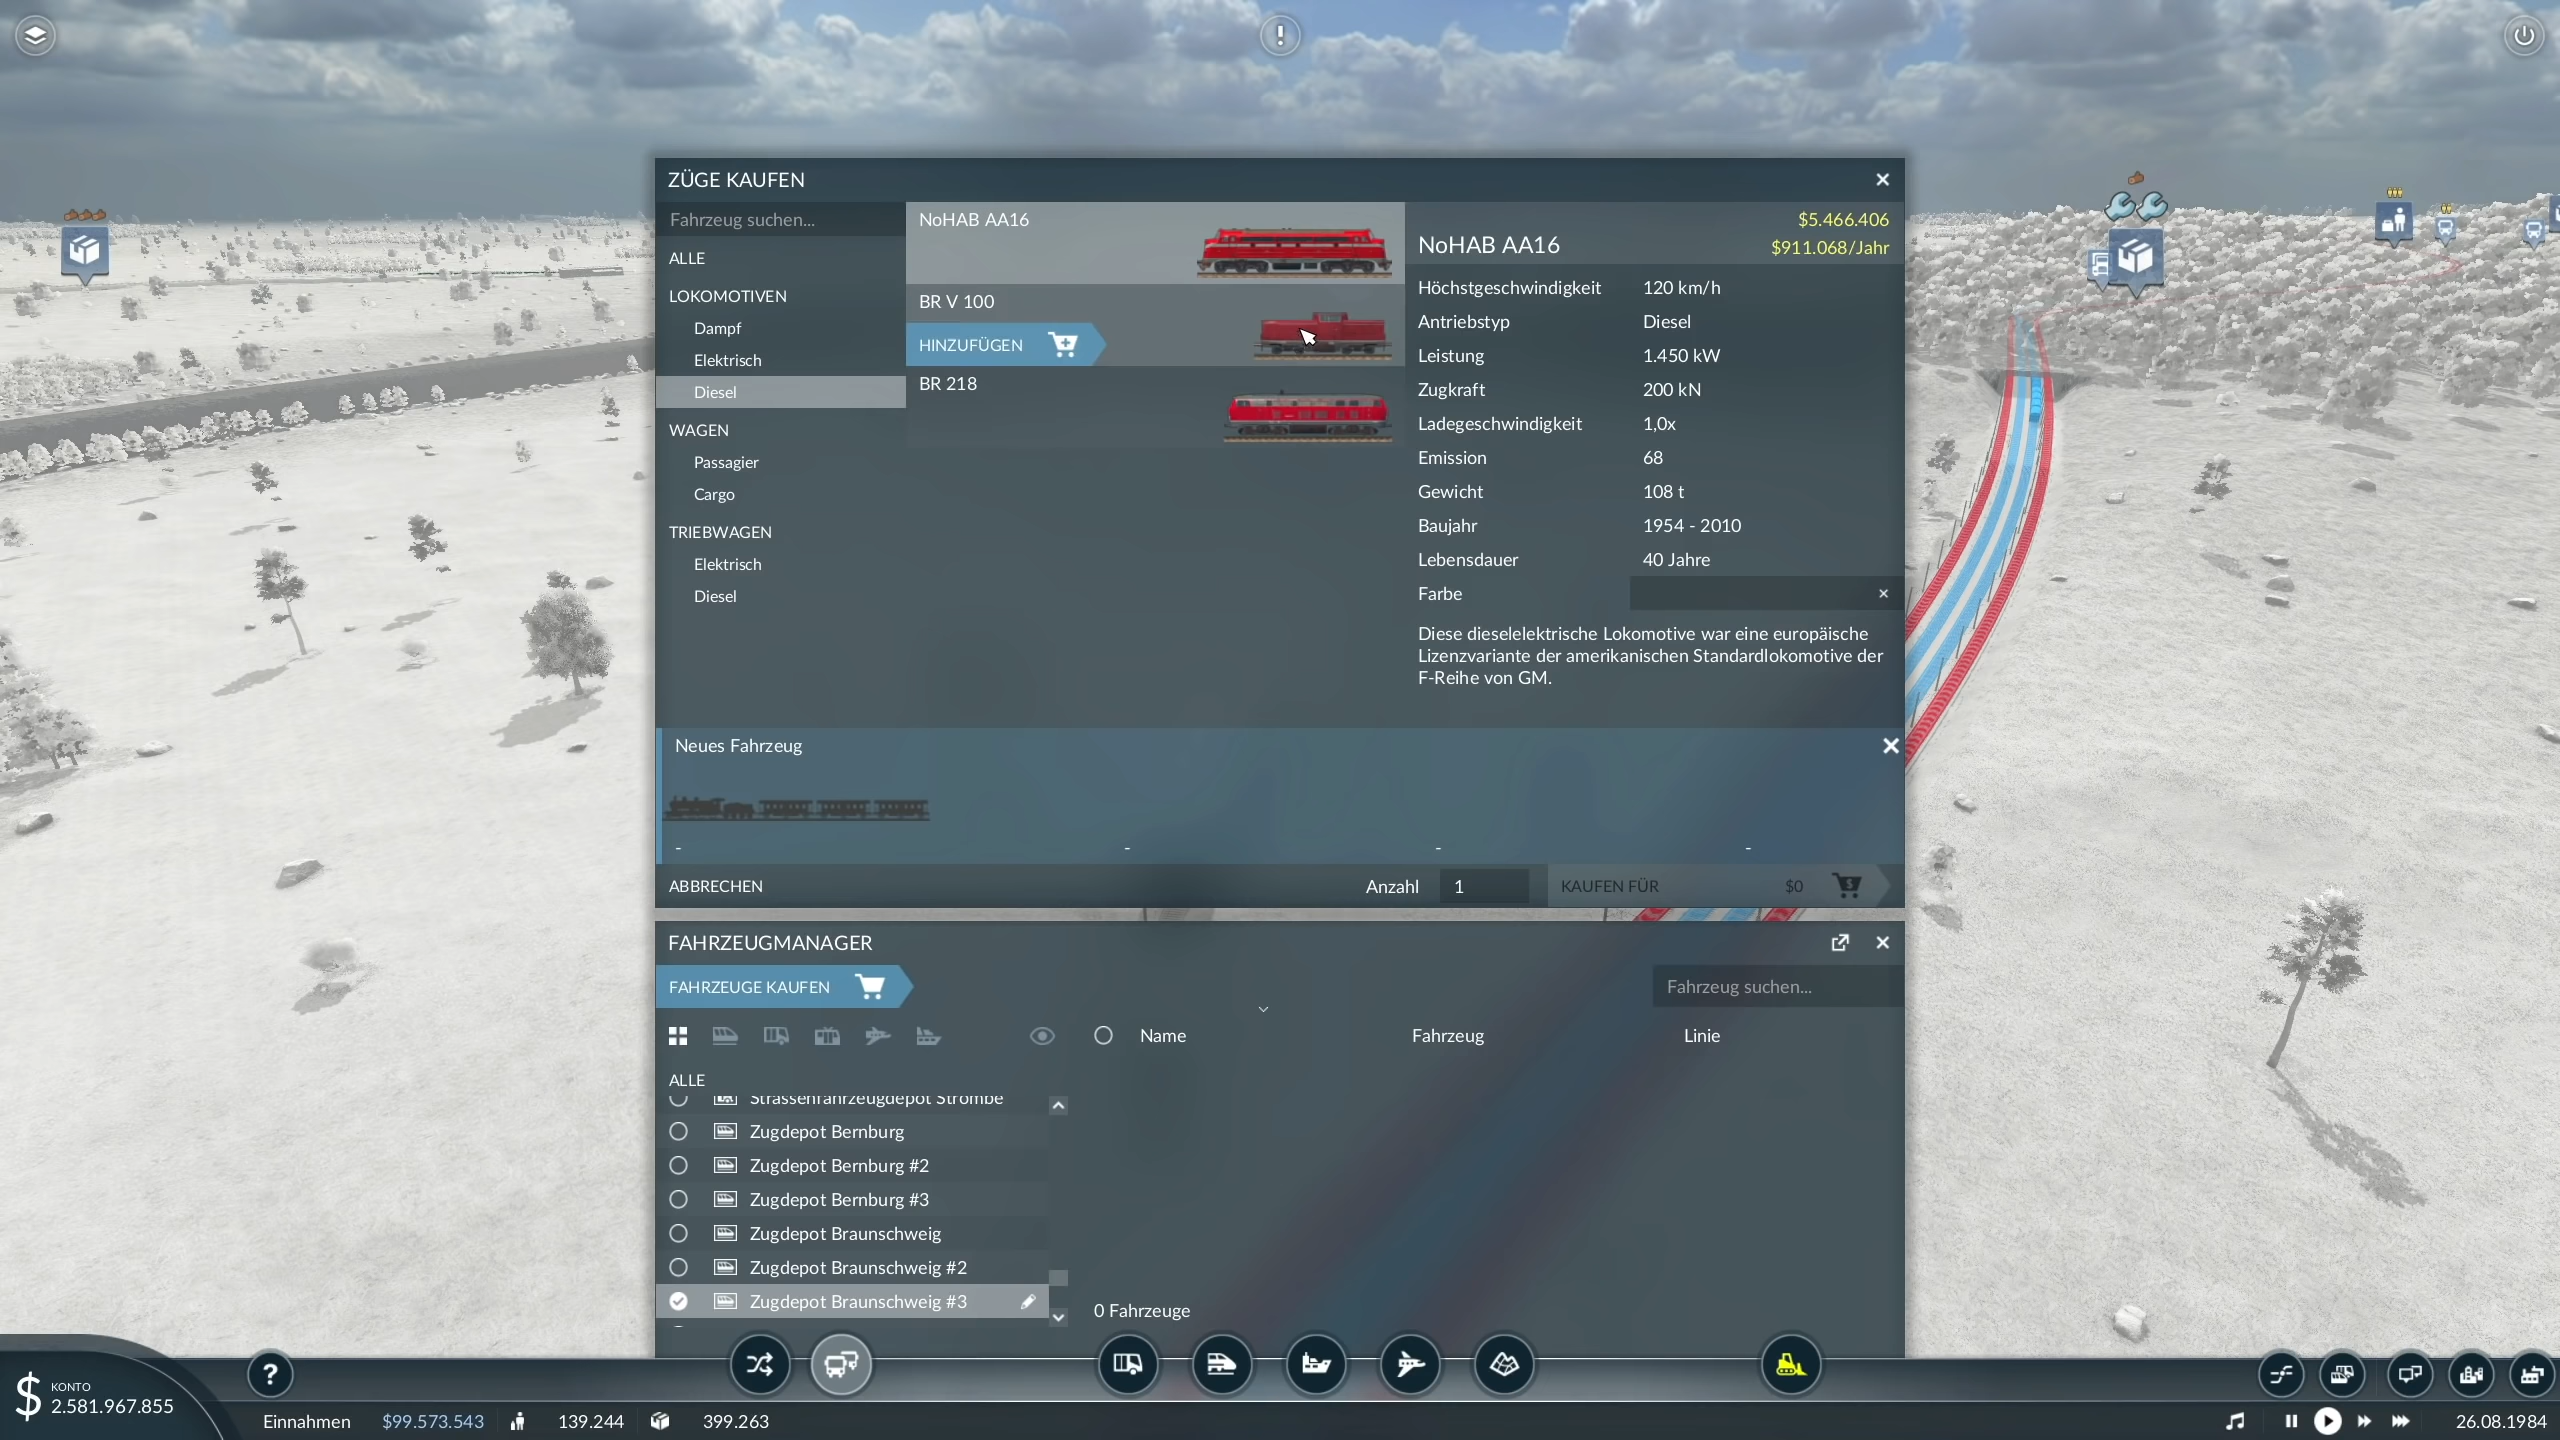 ZÜGE KAUFEN
Fahrzeug suchen...
ALLE
LOKOMOTIVEN
Dampf
Elektrisch
Diesel
WAGEN
Passagier
Cargo
TRIEBWAGEN
Elektrisch
Diesel
NoHAB AA16
BR V 100
HINZUFÜGEN
BR 218
NoHAB AA16
$5.466.406
$911.068/Jahr
Höchstgeschwindigkeit 120 km/h
Antriebstyp Diesel
Leistung 1.450 kW
Zugkraft 200 kN
Ladegeschwindigkeit 1,0x
Emission 68
Gewicht 108 t
Baujahr 1954 - 2010
Lebensdauer 40 Jahre
Farbe
Diese dieselelektrische Lokomotive war eine europäische
Lizenzvariante der amerikanischen Standardlokomotive der
F-Reihe von GM.
Neues Fahrzeug
- - - -
ABBRECHEN Anzahl 1 KAUFEN FÜR $0
FAHRZEUGMANAGER
FAHRZEUGE KAUFEN Fahrzeug suchen...
Name Fahrzeug Linie
ALLE
Strassenfahrzeugdepot Strombe
Zugdepot Bernburg
Zugdepot Bernburg #2
Zugdepot Bernburg #3
Zugdepot Braunschweig
Zugdepot Braunschweig #2
Zugdepot Braunschweig #3
0 Fahrzeuge
KONTO
$ 2.581.967.855
Einnahmen $99.573.543 139.244 399.263
26.08.1984